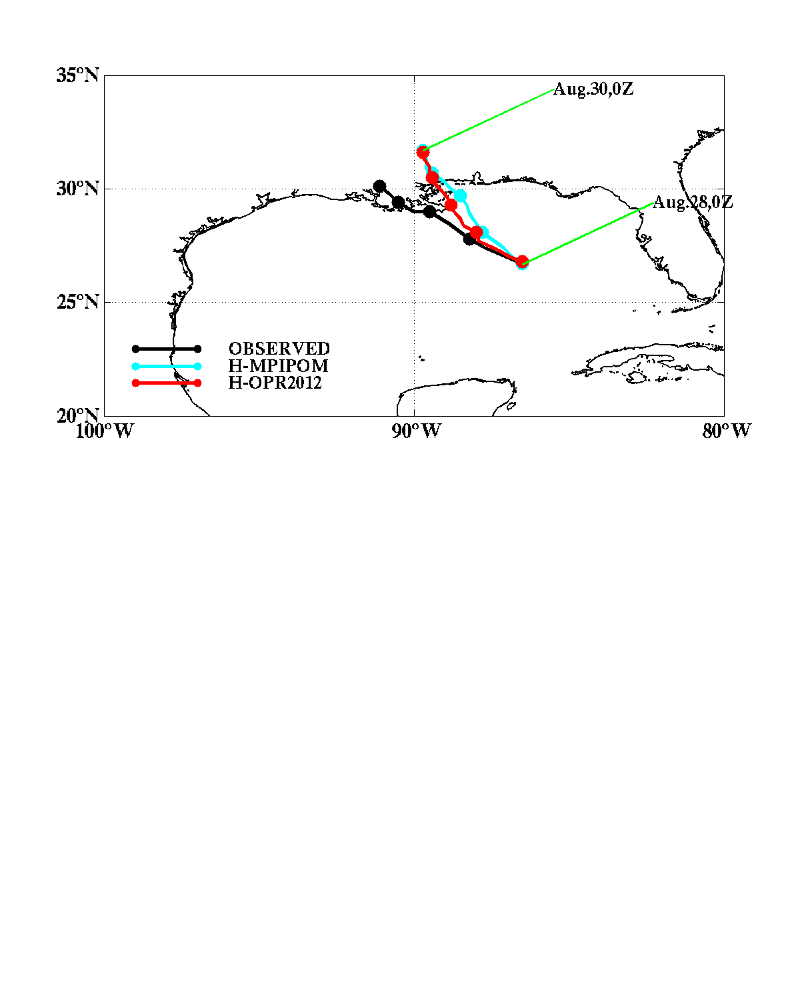 35°N
Aug.30,0Z
30°N
Aug.28,0Z
25°N
OBSERVED
H-MPIPOM
H-OPR2012
20°N
100°W 90°W 80°W